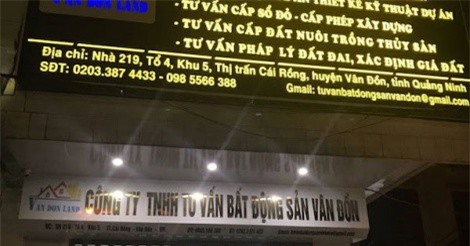 VAN DON LAND
THIẾT KẾ KỸ THUẬT DỰ ÁN
- TƯ VẤN CẤP SỔ ĐỎ - CẤP PHÉP XÂY DỰNG
- TƯ VẤN CẤP ĐẤT NUÔI TRỒNG THỦY SẢN
- TƯ VẤN PHÁP LÝ ĐẤT ĐAI, XÁC ĐỊNH GIÁ ĐẤT
Địa chỉ: Nhà 219, Tổ 4, Khu 5, Thị trấn Cái Rồng, huyện Vân Đồn, tỉnh Quảng Ninh
SĐT: 0203.387 4433 - 098 5566 388
Gmail: tuvanbatdongsanvandon@gmail.com
VAN DON LAND
CÔNG TY TNHH TƯ VẤN BẤT ĐỘNG SẢN VÂN ĐỒN